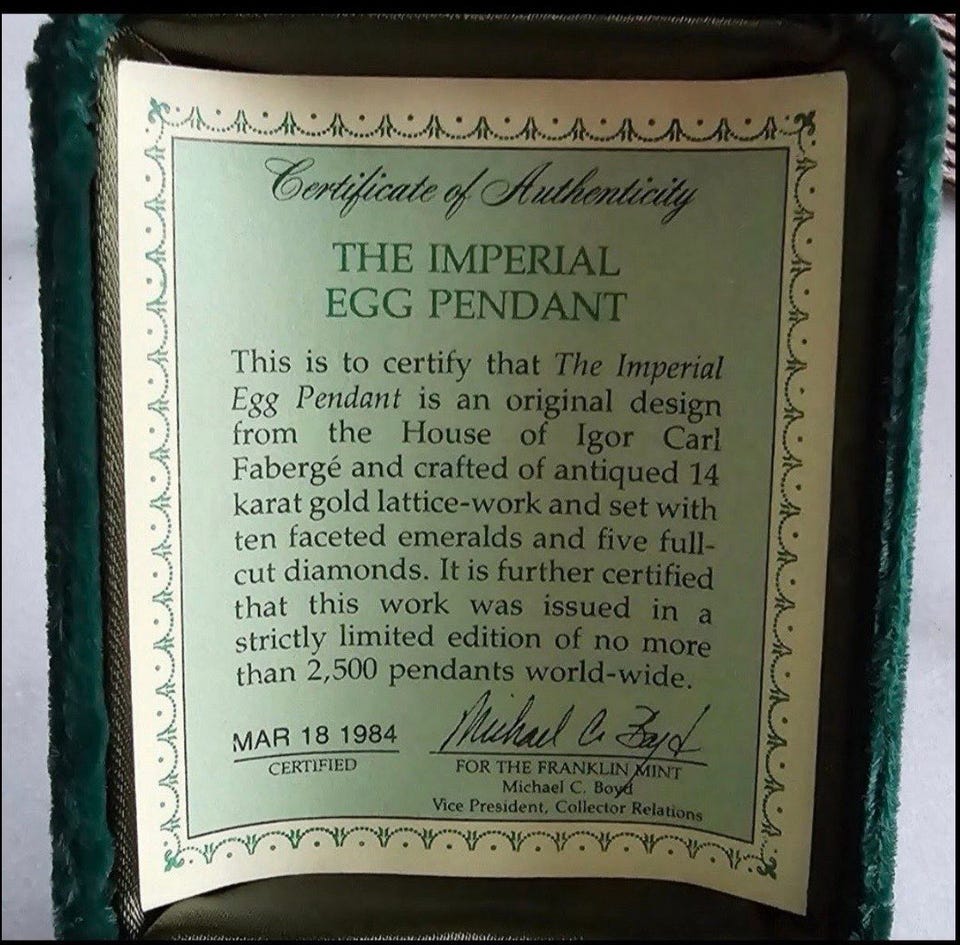 Certificate of Authenticity
THE IMPERIAL
EGG PENDANT
This is to certify that The Imperial
Egg Pendant is an original design
from the House of Igor Carl
Fabergé and crafted of antiqued 14
karat gold lattice-work and set with
ten faceted emeralds and five full-
cut diamonds. It is further certified
that this work was issued in a
strictly limited edition of no more
than 2,500 pendants world-wide.
MAR 18 1984
CERTIFIED
Michael C. Boyd
FOR THE FRANKLIN MINT
Michael C. Boyd
Vice President, Collector Relations